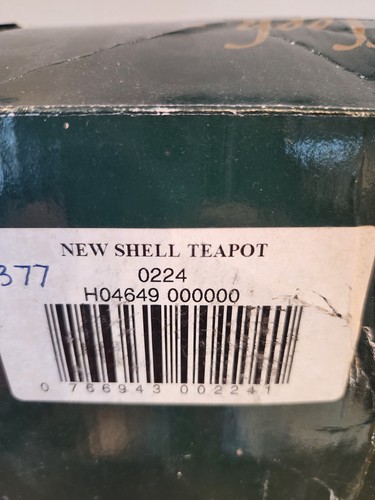 NEW SHELL TEAPOT
377
0224
H04649 000000
0 766943 002241